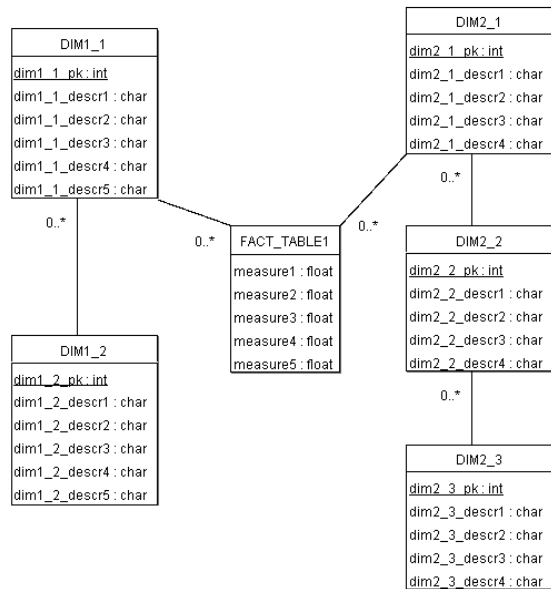 DIM1_1
dim1_1_pk : int
dim1_1_descr1 : char
dim1_1_descr2 : char
dim1_1_descr3 : char
dim1_1_descr4 : char
dim1_1_descr5 : char
0..*
DIM2_1
dim2_1_pk : int
dim2_1_descr1 : char
dim2_1_descr2 : char
dim2_1_descr3 : char
dim2_1_descr4 : char
0..*
0..*
0..*
FACT_TABLE1
measure1 : float
measure2 : float
measure3 : float
measure4 : float
measure5 : float
DIM2_2
dim2_2_pk : int
dim2_2_descr1 : char
dim2_2_descr2 : char
dim2_2_descr3 : char
dim2_2_descr4 : char
0..*
DIM1_2
dim1_2_pk : int
dim1_2_descr1 : char
dim1_2_descr2 : char
dim1_2_descr3 : char
dim1_2_descr4 : char
dim1_2_descr5 : char
DIM2_3
dim2_3_pk : int
dim2_3_descr1 : char
dim2_3_descr2 : char
dim2_3_descr3 : char
dim2_3_descr4 : char